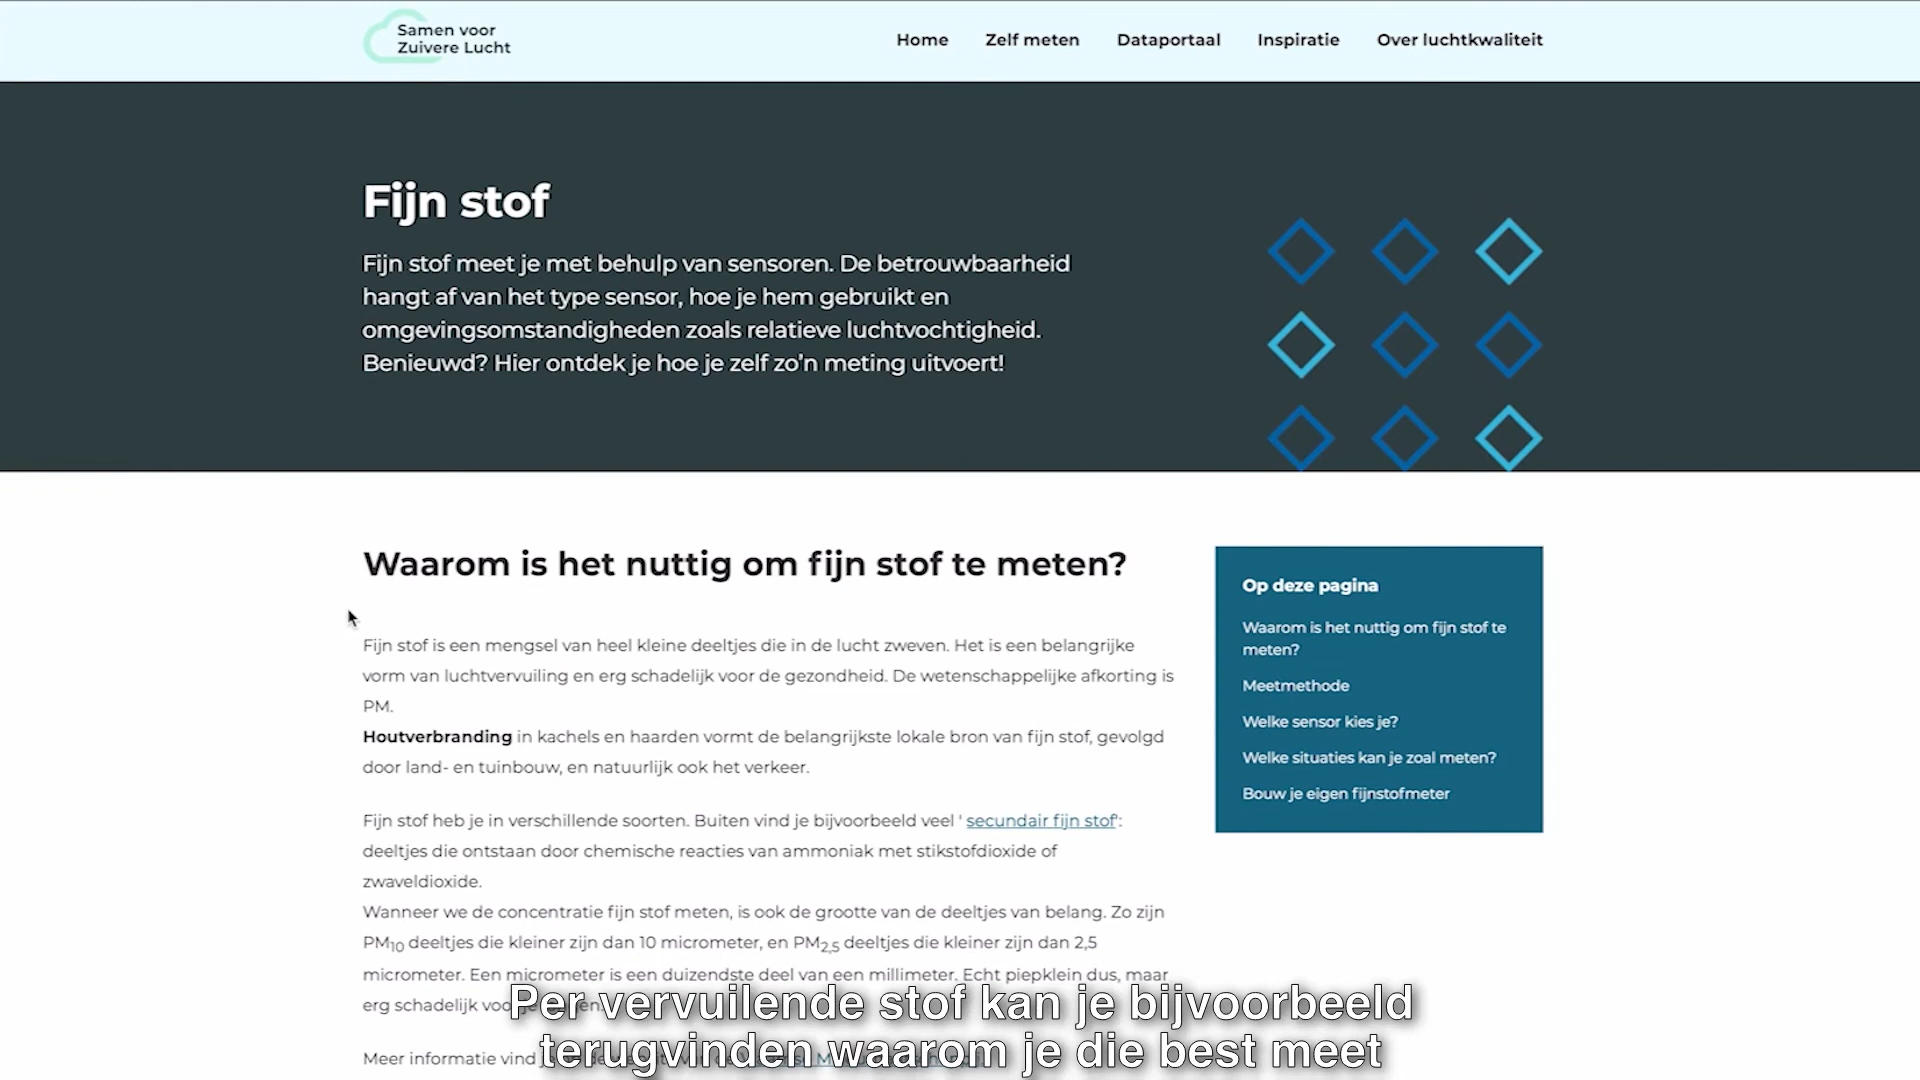 Samen voor
Zuivere Lucht
Home Zelf meten Dataportaal Inspiratie Over luchtkwaliteit
Fijn stof
Fijn stof meet je met behulp van sensoren. De betrouwbaarheid
hangt af van het type sensor, hoe je hem gebruikt en
omgevingsomstandigheden zoals relatieve luchtvochtigheid.
Benieuwd? Hier ontdek je hoe je zelf zo'n meting uitvoert!
Waarom is het nuttig om fijn stof te meten?
Fijn stof is een mengsel van heel kleine deeltjes die in de lucht zweven. Het is een belangrijke
vorm van luchtvervuiling en erg schadelijk voor de gezondheid. De wetenschappelijke afkorting is
PM.
Houtverbranding in kachels en haarden vormt de belangrijkste lokale bron van fijn stof, gevolgd
door land- en tuinbouw, en natuurlijk ook het verkeer.
Fijn stof heb je in verschillende soorten. Buiten vind je bijvoorbeeld veel ' secundair fijn stof':
deeltjes die ontstaan door chemische reacties van ammoniak met stikstofdioxide of
zwaveldioxide.
Wanneer we de concentratie fijn stof meten, is ook de grootte van de deeltjes van belang. Zo zijn
PM10 deeltjes die kleiner zijn dan 10 micrometer, en PM2,5 deeltjes die kleiner zijn dan 2,5
micrometer. Een micrometer is een duizendste deel van een millimeter. Echt piepklein dus, maar
erg schadelijk
Meer informatie vind
Op deze pagina
Waarom is het nuttig om fijn stof te
meten?
Meetmethode
Welke sensor kies je?
Welke situaties kan je zoal meten?
Bouw je eigen fijnstofmeter
Per vervuilende stof kan je bijvoorbeeld
terugvinden waarom je die best meet